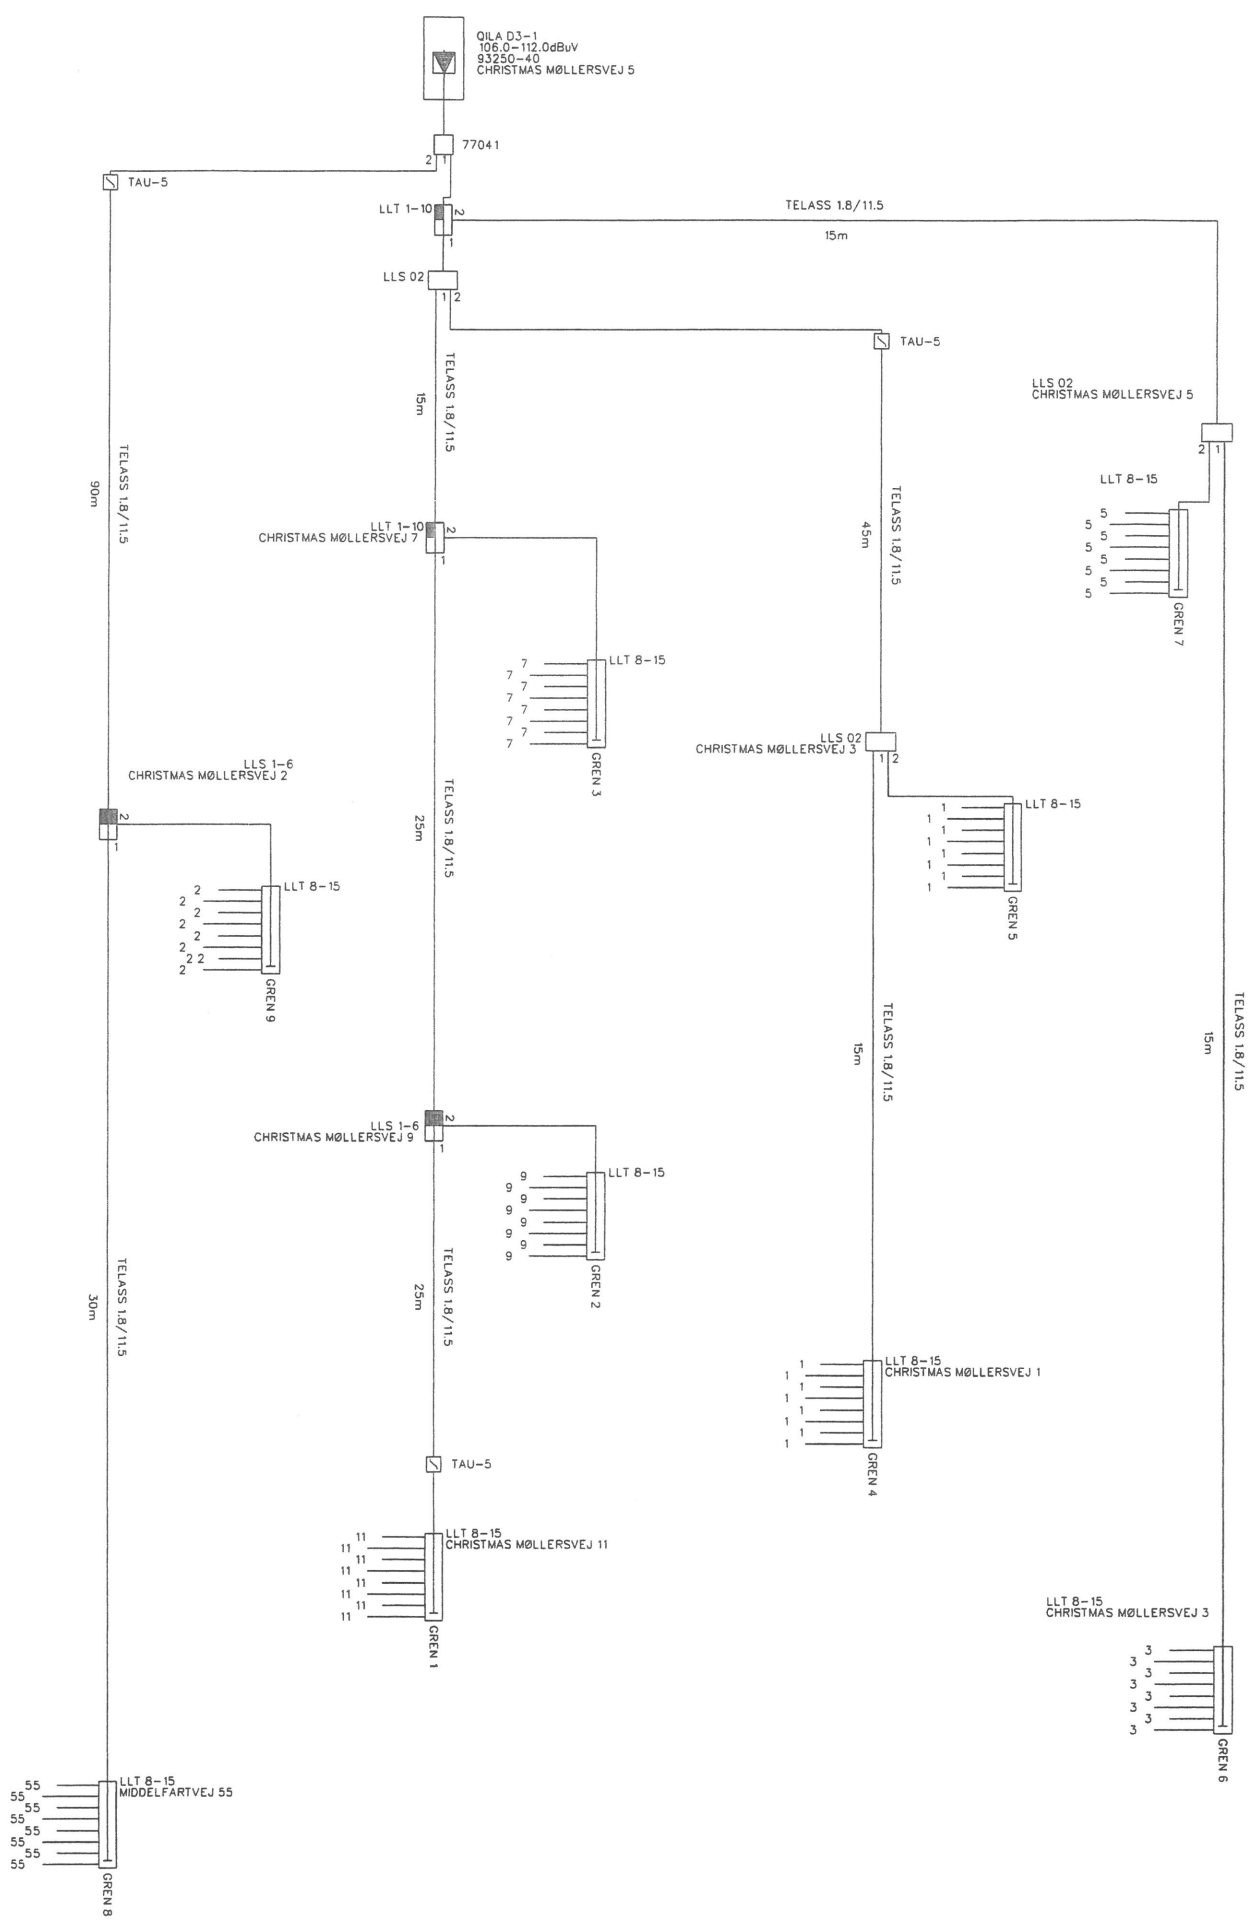 QILA D3-1
106.0-112.0dBuV
93250-40
CHRISTMAS MØLLERSVEJ 5
77041
2 1
TAU-5
LLT 1-10
2
1
TELASS 1.8/11.5
15m
LLS 02
1 2
TAU-5
TELASS 1.8/11.5
15m
LLS 02
CHRISTMAS MØLLERSVEJ 5
2 1
LLT 8-15
5
5
5
5
5
5
5
5
GREN 7
TELASS 1.8/11.5
90m
TELASS 1.8/11.5
45m
LLT 1-10
CHRISTMAS MØLLERSVEJ 7
2
1
LLT 8-15
7
7
7
7
7
7
7
7
GREN 3
LLS 02
CHRISTMAS MØLLERSVEJ 3
1 2
LLT 8-15
1
1
1
1
1
1
1
1
GREN 5
LLS 1-6
CHRISTMAS MØLLERSVEJ 2
2
1
LLT 8-15
2
2
2
2
2
2
2 2
2
GREN 9
TELASS 1.8/11.5
25m
TELASS 1.8/11.5
15m
TELASS 1.8/11.5
15m
LLS 1-6
CHRISTMAS MØLLERSVEJ 9
2
1
LLT 8-15
9
9
9
9
9
9
9
9
GREN 2
TELASS 1.8/11.5
30m
TELASS 1.8/11.5
25m
LLT 8-15
CHRISTMAS MØLLERSVEJ 1
1
1
1
1
1
1
1
1
GREN 4
TAU-5
LLT 8-15
CHRISTMAS MØLLERSVEJ 11
11
11
11
11
11
11
11
11
GREN 1
LLT 8-15
CHRISTMAS MØLLERSVEJ 3
3
3
3
3
3
3
3
3
GREN 6
LLT 8-15
MIDDELFARTVEJ 55
55
55
55
55
55
55
55
55
GREN 8